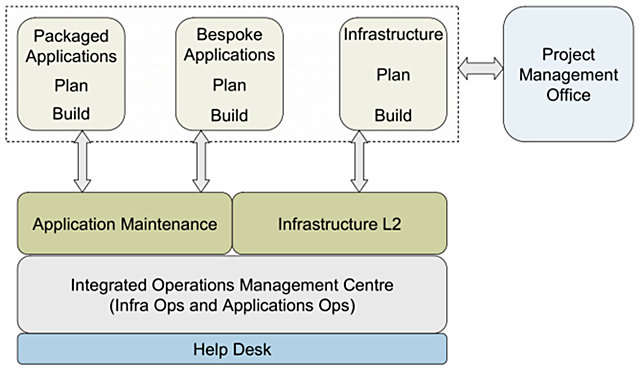 Packaged
Applications
Plan
Build
Bespoke
Applications
Plan
Build
Infrastructure
Plan
Build
Project
Management
Office
Application Maintenance
Infrastructure L2
Integrated Operations Management Centre
(Infra Ops and Applications Ops)
Help Desk